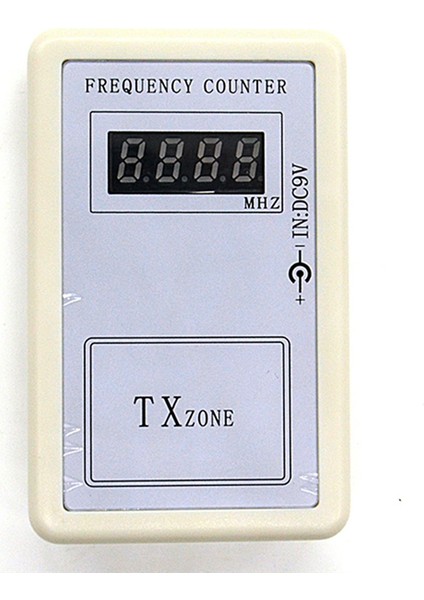 FREQUENCY COUNTER
8.8.8.8
MHZ
IN:DC9V
− +
TXZONE